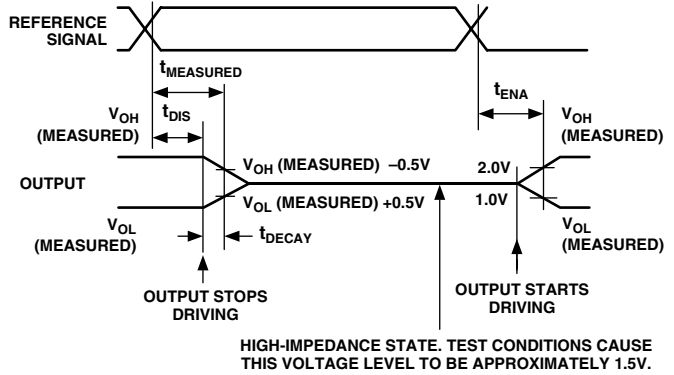 REFERENCE
SIGNAL
tMEASURED
tENA
VOH
(MEASURED)
tDIS
VOH
(MEASURED)
VOH (MEASURED) –0.5V
2.0V
OUTPUT
VOL (MEASURED) +0.5V
1.0V
VOL
(MEASURED)
tDECAY
VOL
(MEASURED)
OUTPUT STOPS
DRIVING
OUTPUT STARTS
DRIVING
HIGH-IMPEDANCE STATE. TEST CONDITIONS CAUSE
THIS VOLTAGE LEVEL TO BE APPROXIMATELY 1.5V.